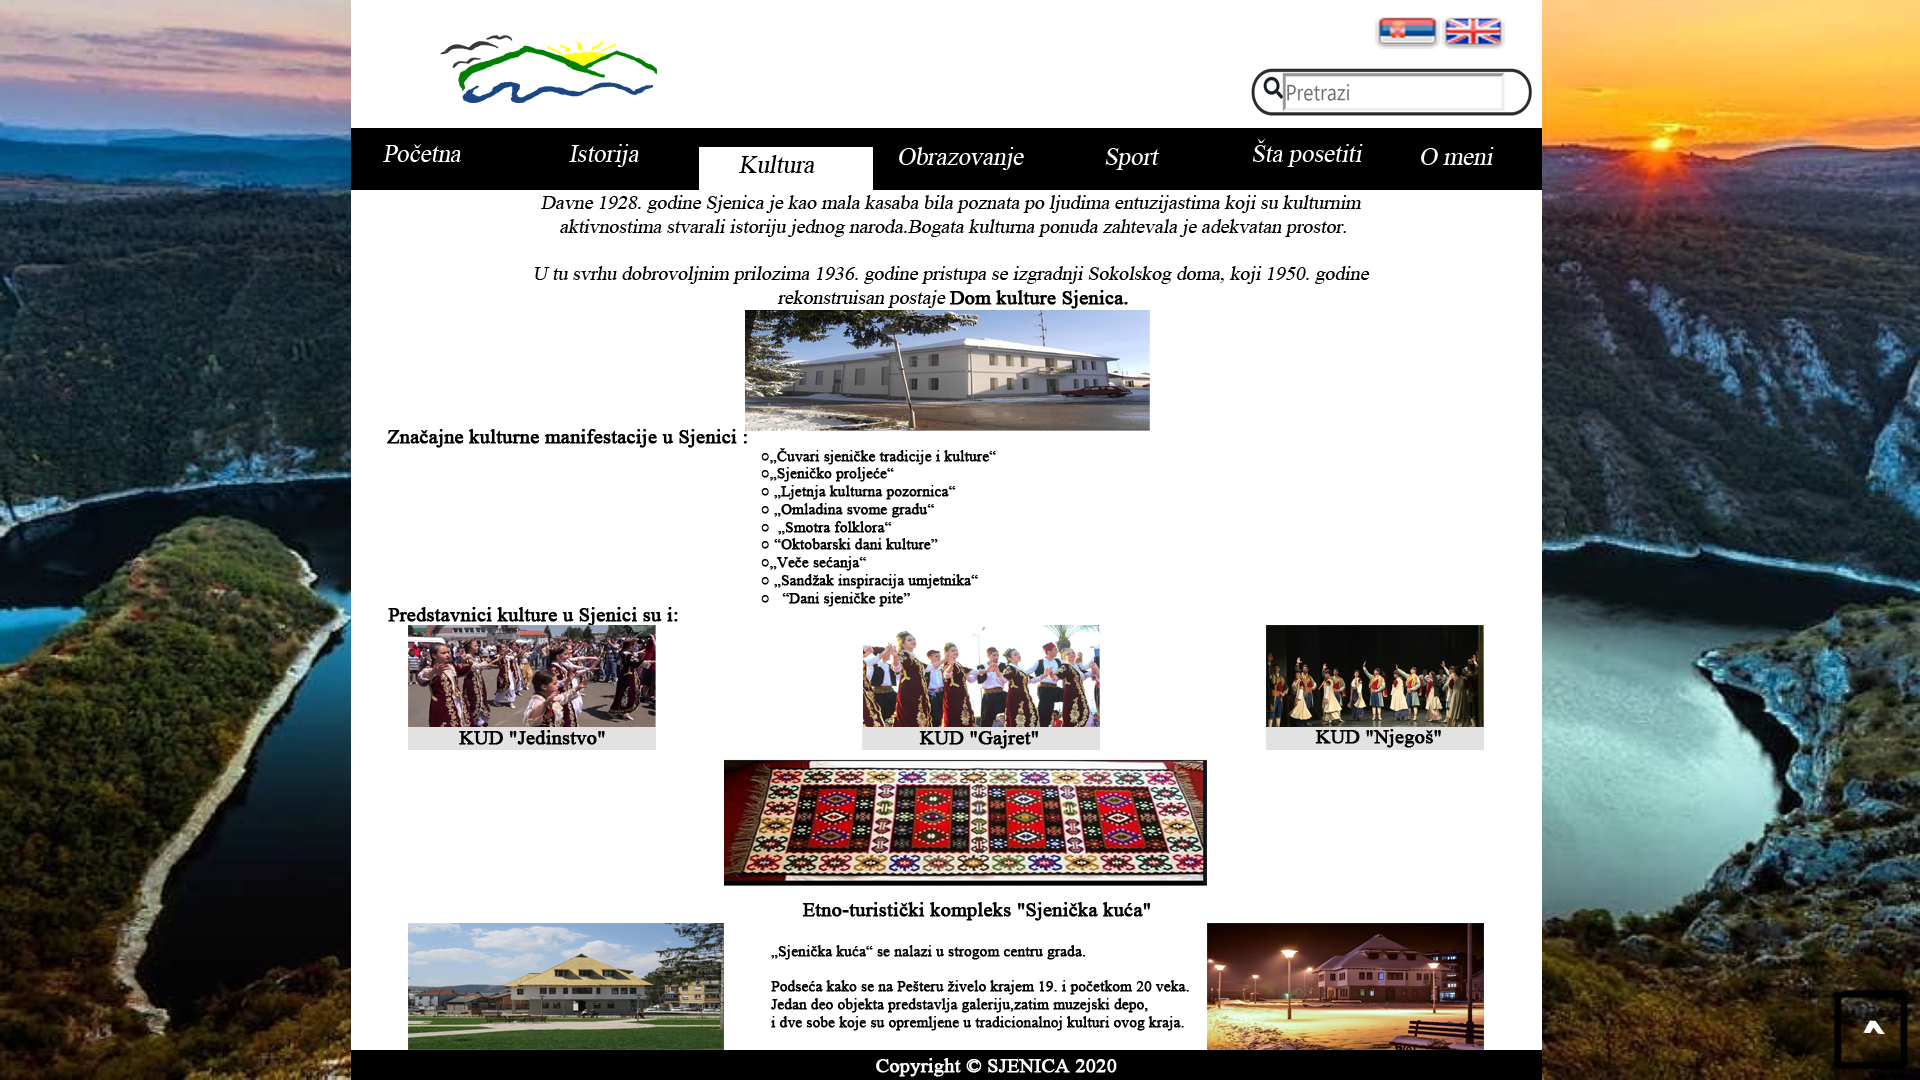 Pretrazi
Početna
Istorija
Kultura
Obrazovanje
Sport
Šta posetiti
O meni
Davne 1928. godine Sjenica je kao mala kasaba bila poznata po ljudima entuzijastima koji su kulturnim
aktivnostima stvarali istoriju jednog naroda.Bogata kulturna ponuda zahtevala je adekvatan prostor.
U tu svrhu dobrovoljnim prilozima 1936. godine pristupa se izgradnji Sokolskog doma, koji 1950. godine
rekonstruisan postaje Dom kulture Sjenica.
Značajne kulturne manifestacije u Sjenici :
„Čuvari sjeničke tradicije i kulture“
„Sjeničko proljeće“
„Ljetnja kulturna pozornica“
„Omladina svome gradu“
„Smotra folklora“
“Oktobarski dani kulture”
„Veče sećanja“
„Sandžak inspiracija umjetnika“
“Dani sjeničke pite”
Predstavnici kulture u Sjenici su i:
KUD "Jedinstvo"
KUD "Gajret"
KUD "Njegoš"
Etno-turistički kompleks "Sjenička kuća"
„Sjenička kuća“ se nalazi u strogom centru grada.
Podseća kako se na Pešteru živelo krajem 19. i početkom 20 veka.
Jedan deo objekta predstavlja galeriju,zatim muzejski depo,
i dve sobe koje su opremljene u tradicionalnoj kulturi ovog kraja.
Copyright © SJENICA 2020